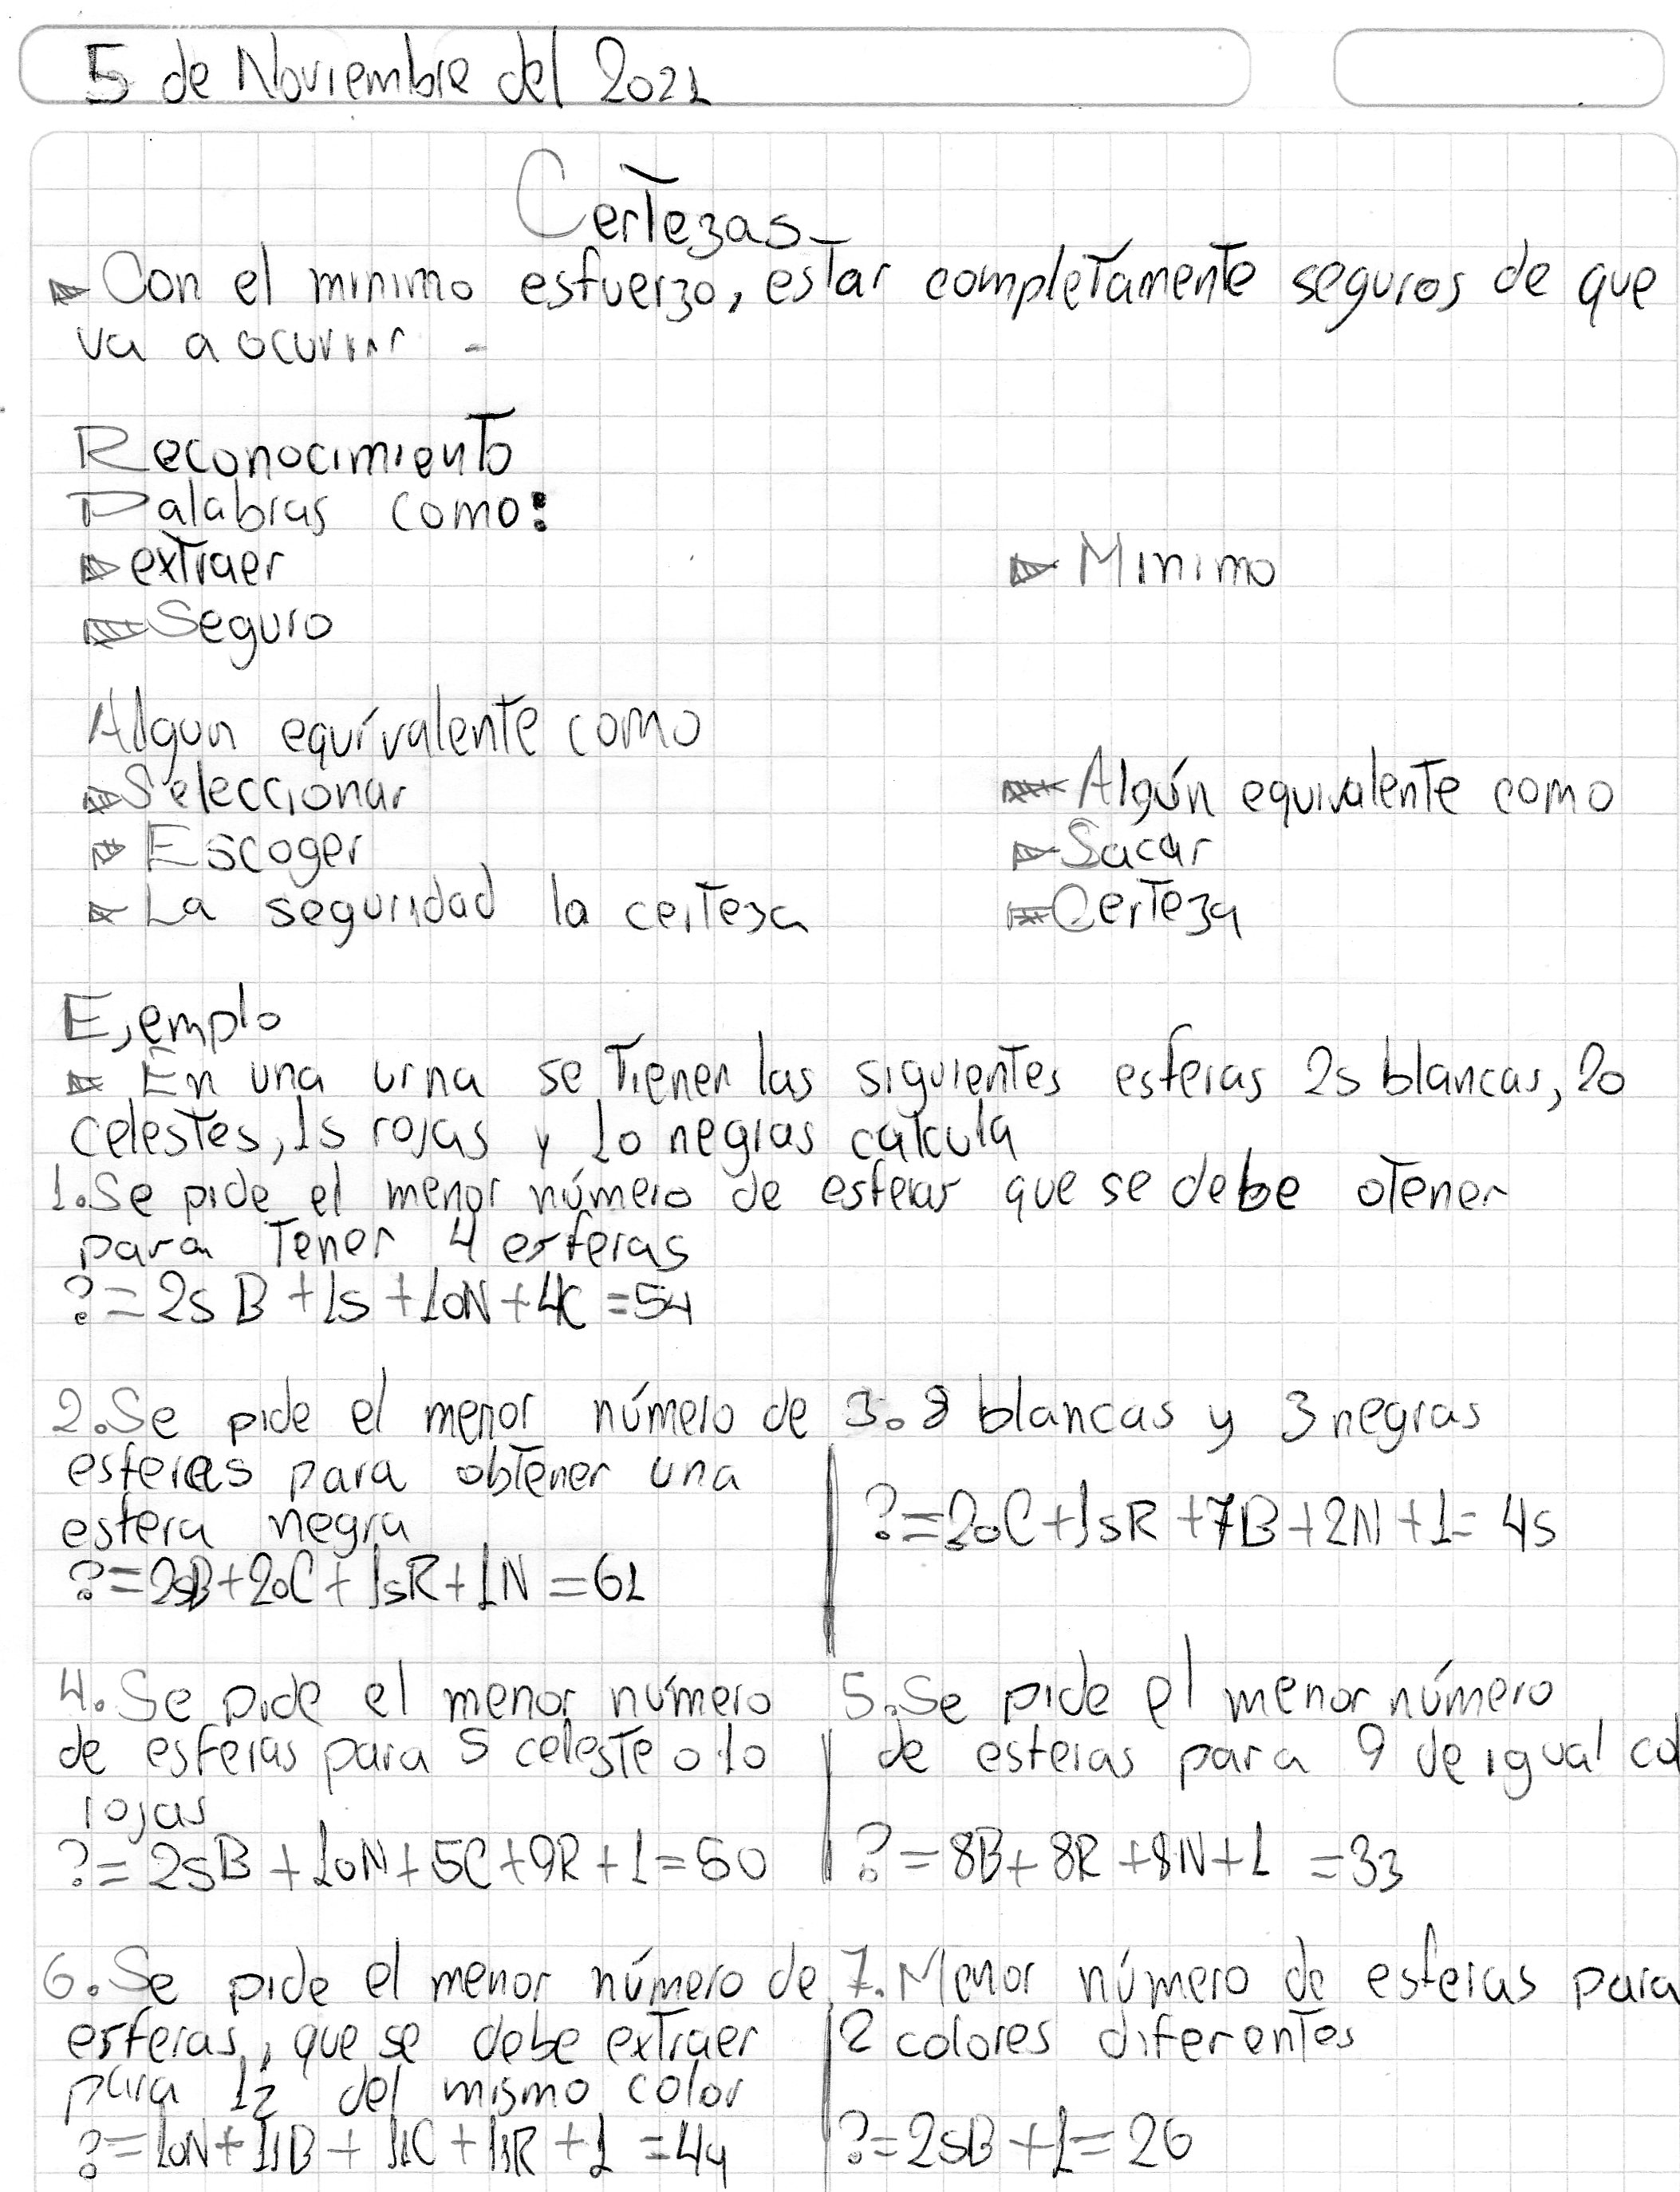 5 de Noviembre del 2021
Certezas
Con el minimo esfuerzo, estar completamente seguros de que
va a ocurrir
Reconocimiento
Palabras como:
extraer
Minimo
Seguro
Algun equivalente como
Seleccionar
Algún equivalente como
Escoger
Sacar
La seguridad la certeza
Certeza
Ejemplo
En una urna se tienen las siguientes esferas 25 blancas, 20
celestes, 15 rojas y 10 negras calcula
1. Se pide el menor número de esferas que se debe otener
para tener 4 esferas
?=25B+15+10N+4C=54
2. Se pide el menor número de
esferas para obtener una
esfera negra
?=25B+20C+15R+1N=61
3. 8 blancas y 3 negras
?=20C+15R+7B+2N+1=45
4. Se pide el menor número
de esferas para 5 celeste o 10
rojas
?=25B+10N+5C+9R+1=50
5. Se pide el menor número
de esferas para 9 de igual co
?=8B+8R+8N+1=33
6. Se pide el menor número de
esferas, que se debe extraer
para 12 del mismo color
?=10N+11B+11C+11R+1=44
7. Menor número de esferas para
2 colores diferentes
?=25B+1=26